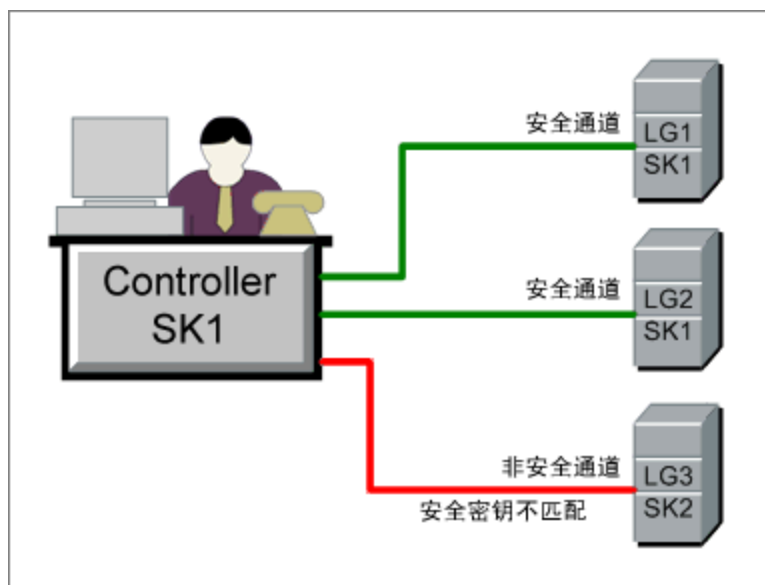 安全通道
LG1
SK1
Controller
SK1
安全通道
LG2
SK1
非安全通道
LG3
安全密钥不匹配
SK2